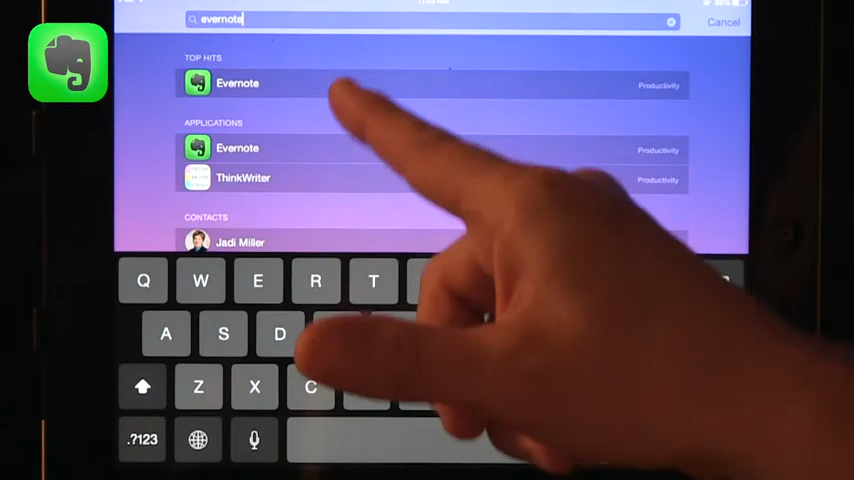 evernote
Cancel
TOP HITS
Evernote
Productivity
APPLICATIONS
Evernote
Productivity
ThinkWriter
Productivity
CONTACTS
Jadi Miller
Q W E R T
A S D
Z X C
.?123